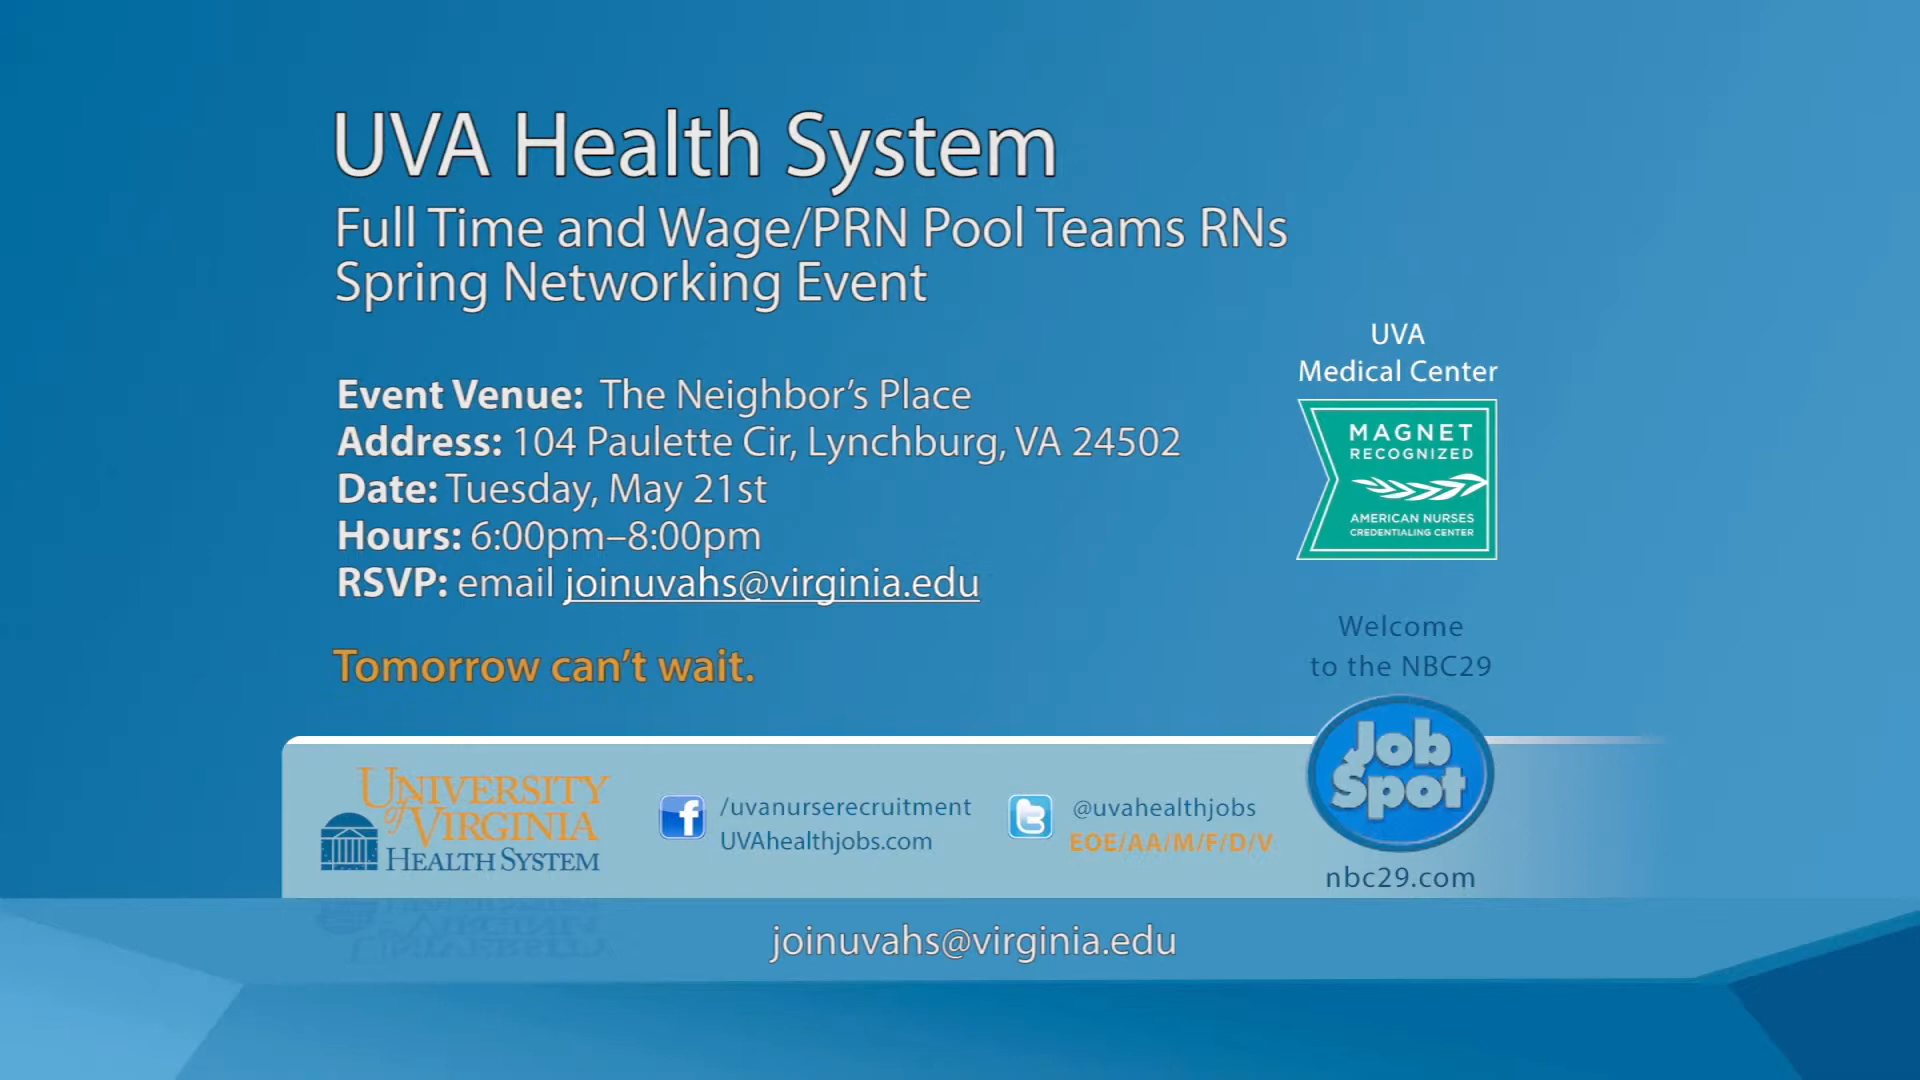 UVA Health System
Full Time and Wage/PRN Pool Teams RNs
Spring Networking Event
Event Venue: The Neighbor's Place
Address: 104 Paulette Cir, Lynchburg, VA 24502
Date: Tuesday, May 21st
Hours: 6:00pm–8:00pm
RSVP: email joinuvahs@virginia.edu
Tomorrow can't wait.
UVA
Medical Center
MAGNET
RECOGNIZED
AMERICAN NURSES
CREDENTIALING CENTER
Welcome
to the NBC29
Job
Spot
nbc29.com
UNIVERSITY
of VIRGINIA
HEALTH SYSTEM
/uvanurserecruitment
UVAhealthjobs.com
@uvahealthjobs
EOE/AA/M/F/D/V
joinuvahs@virginia.edu